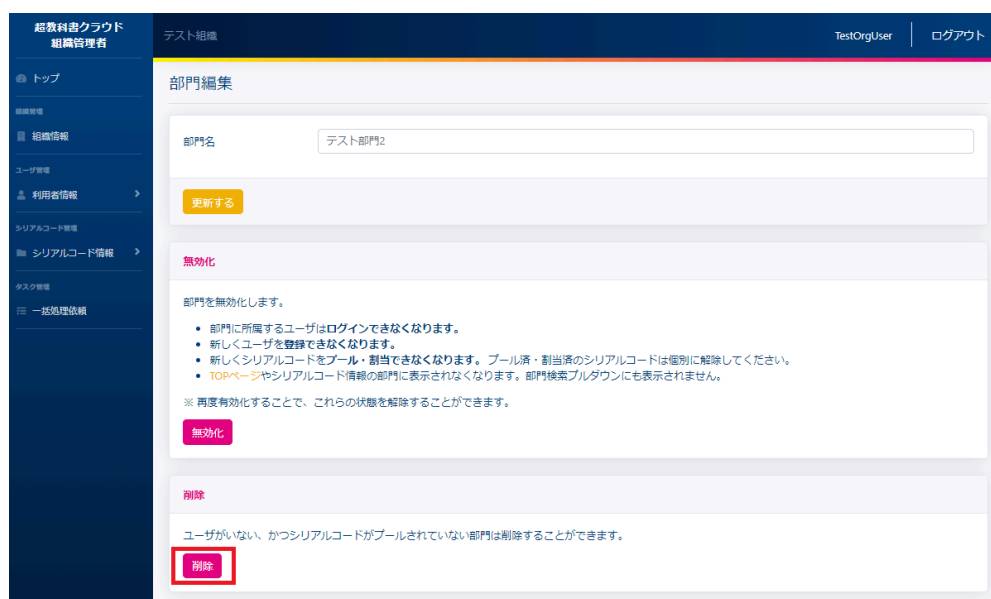 超教科書クラウド
組織管理者
テスト組織
TestOrgUser
ログアウト
トップ
組織管理
組織情報
ユーザ管理
利用者情報
シリアルコード管理
シリアルコード情報
タスク管理
一括処理依頼
部門編集
部門名
テスト部門2
更新する
無効化
部門を無効化します。
部門に所属するユーザはログインできなくなります。
新しくユーザを登録できなくなります。
新しくシリアルコードをプール・割当できなくなります。プール済・割当済のシリアルコードは個別に解除してください。
TOPページやシリアルコード情報の部門に表示されなくなります。部門検索プルダウンにも表示されません。
※ 再度有効化することで、これらの状態を解除することができます。
無効化
削除
ユーザがいない、かつシリアルコードがプールされていない部門は削除することができます。
削除